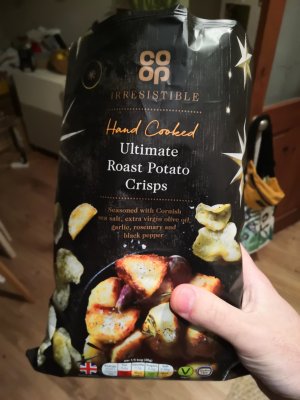 CO
OP
IRRESISTIBLE
Hand Cooked
Ultimate
Roast Potato
Crisps
Seasoned with Cornish
sea salt, extra virgin olive oil,
garlic, rosemary and
black pepper.